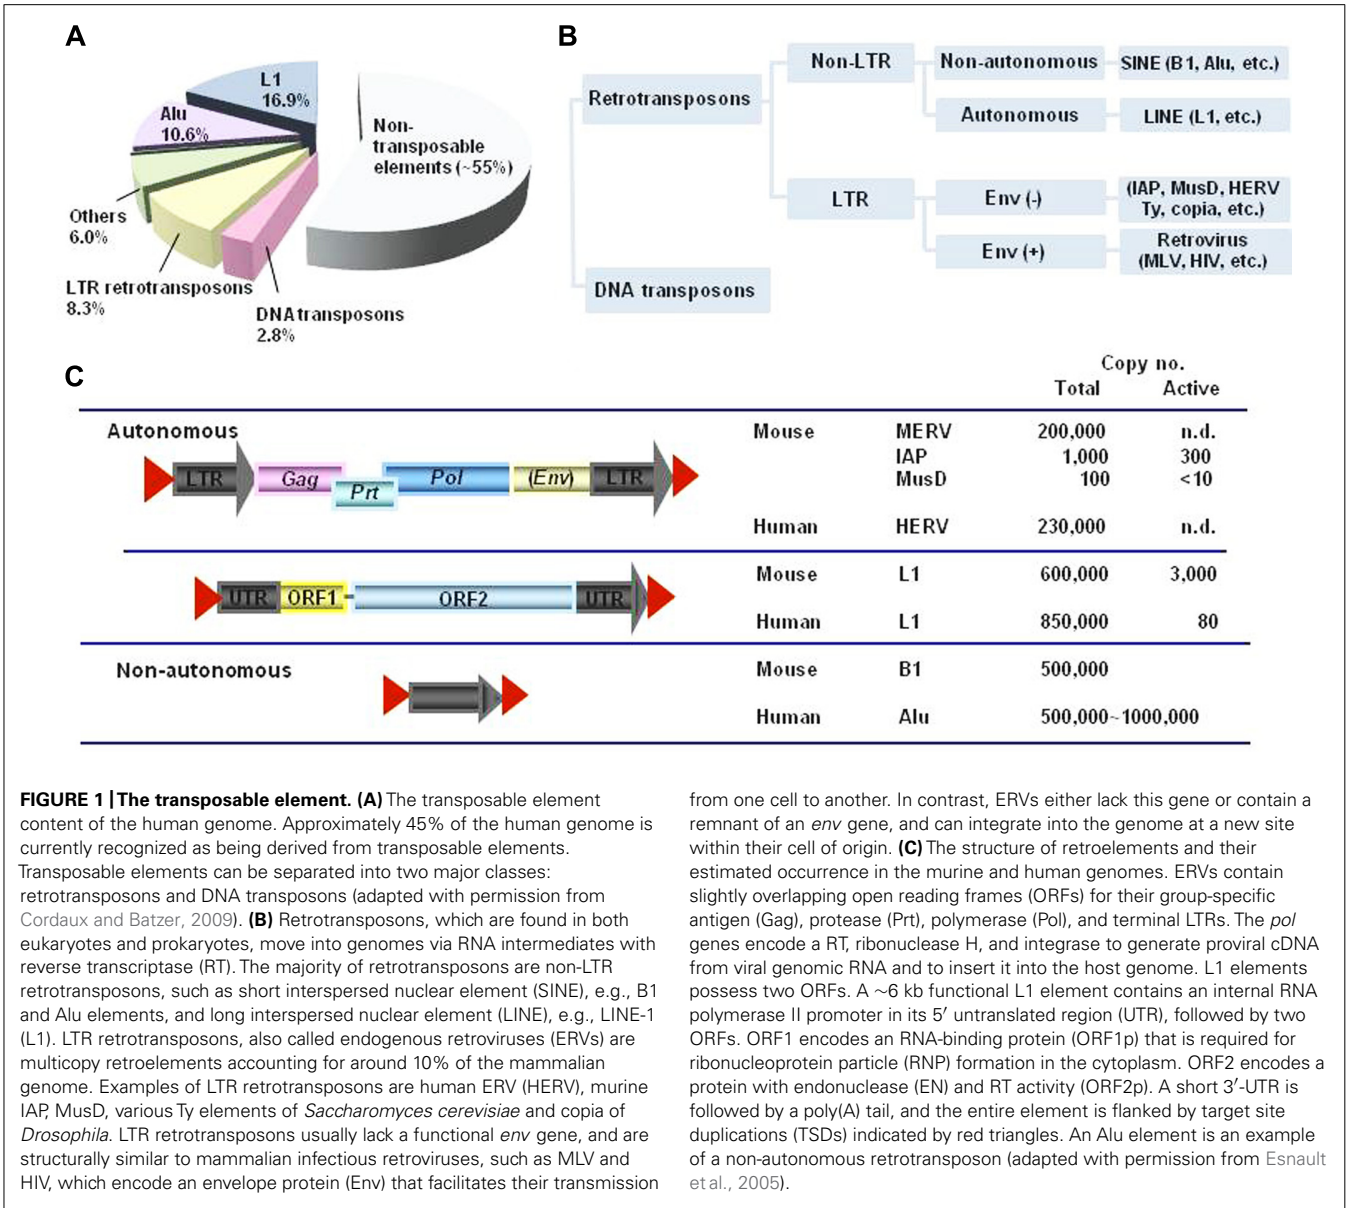 A
L1
16.9%
Alu
10.6%
Non-
transposable
elements (~55%)
Others
6.0%
LTR retrotransposons
8.3%
DNA transposons
2.8%
B
Retrotransposons
Non-LTR
Non-autonomous
SINE (B1, Alu, etc.)
Autonomous
LINE (L1, etc.)
LTR
Env (-)
(IAP, MusD, HERV
Ty, copia, etc.)
Env (+)
Retrovirus
(MLV, HIV, etc.)
DNA transposons
C
Copy no.
Total Active
Autonomous
LTR Gag Prt Pol (Env) LTR
Mouse MERV 200,000 n.d.
IAP 1,000 300
MusD 100 <10
Human HERV 230,000 n.d.
UTR ORF1 ORF2 UTR
Mouse L1 600,000 3,000
Human L1 850,000 80
Non-autonomous
Mouse B1 500,000
Human Alu 500,000~1000,000
FIGURE 1 | The transposable element. (A) The transposable element
content of the human genome. Approximately 45% of the human genome is
currently recognized as being derived from transposable elements.
Transposable elements can be separated into two major classes:
retrotransposons and DNA transposons (adapted with permission from
Cordaux and Batzer, 2009). (B) Retrotransposons, which are found in both
eukaryotes and prokaryotes, move into genomes via RNA intermediates with
reverse transcriptase (RT). The majority of retrotransposons are non-LTR
retrotransposons, such as short interspersed nuclear element (SINE), e.g., B1
and Alu elements, and long interspersed nuclear element (LINE), e.g., LINE-1
(L1). LTR retrotransposons, also called endogenous retroviruses (ERVs) are
multicopy retroelements accounting for around 10% of the mammalian
genome. Examples of LTR retrotransposons are human ERV (HERV), murine
IAP, MusD, various Ty elements of Saccharomyces cerevisiae and copia of
Drosophila. LTR retrotransposons usually lack a functional env gene, and are
structurally similar to mammalian infectious retroviruses, such as MLV and
HIV, which encode an envelope protein (Env) that facilitates their transmission
from one cell to another. In contrast, ERVs either lack this gene or contain a
remnant of an env gene, and can integrate into the genome at a new site
within their cell of origin. (C) The structure of retroelements and their
estimated occurrence in the murine and human genomes. ERVs contain
slightly overlapping open reading frames (ORFs) for their group-specific
antigen (Gag), protease (Prt), polymerase (Pol), and terminal LTRs. The pol
genes encode a RT, ribonuclease H, and integrase to generate proviral cDNA
from viral genomic RNA and to insert it into the host genome. L1 elements
possess two ORFs. A ∼6 kb functional L1 element contains an internal RNA
polymerase II promoter in its 5′ untranslated region (UTR), followed by two
ORFs. ORF1 encodes an RNA-binding protein (ORF1p) that is required for
ribonucleoprotein particle (RNP) formation in the cytoplasm. ORF2 encodes a
protein with endonuclease (EN) and RT activity (ORF2p). A short 3′-UTR is
followed by a poly(A) tail, and the entire element is flanked by target site
duplications (TSDs) indicated by red triangles. An Alu element is an example
of a non-autonomous retrotransposon (adapted with permission from Esnault
et al., 2005).